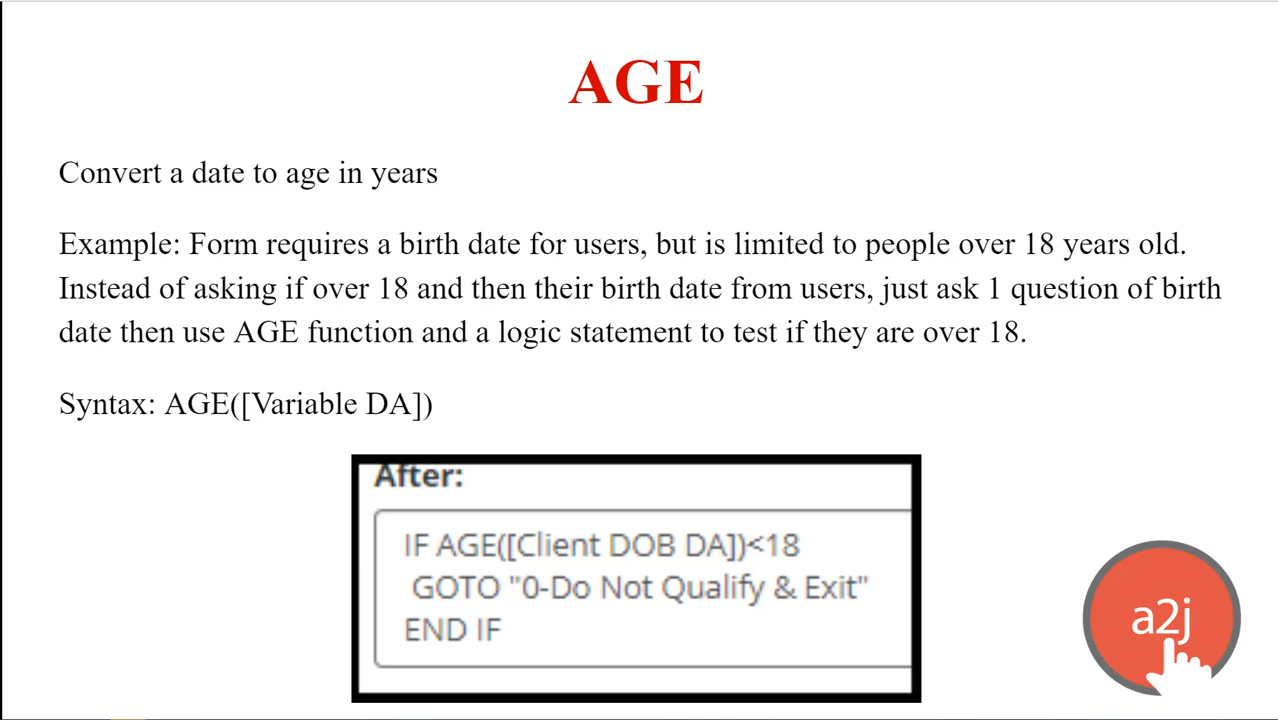 AGE
Convert a date to age in years
Example: Form requires a birth date for users, but is limited to people over 18 years old.
Instead of asking if over 18 and then their birth date from users, just ask 1 question of birth
date then use AGE function and a logic statement to test if they are over 18.
Syntax: AGE([Variable DA])
After:
IF AGE([Client DOB DA])<18
GOTO "0-Do Not Qualify & Exit"
END IF
a2j